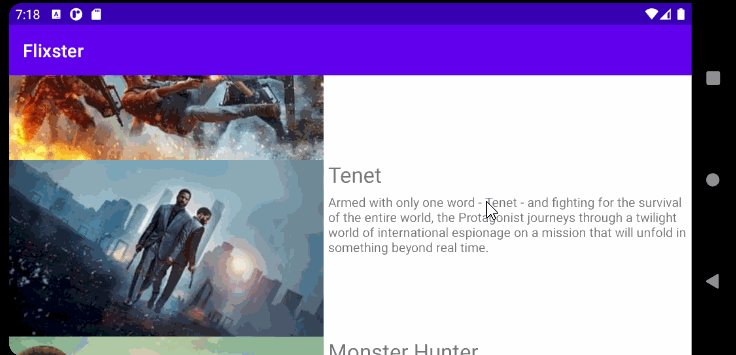 7:18
Flixster
Tenet
Armed with only one word - Tenet - and fighting for the survival
of the entire world, the Protagonist journeys through a twilight
world of international espionage on a mission that will unfold in
something beyond real time.
Monster Hunter